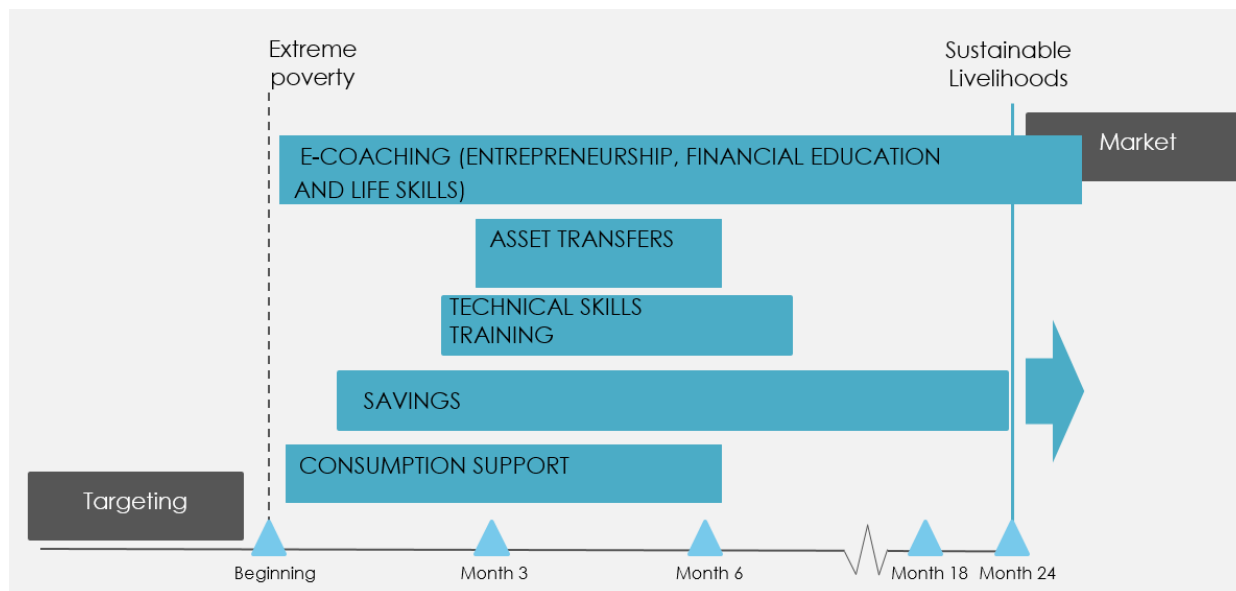 Extreme
poverty
Sustainable
Livelihoods
Market
E-COACHING (ENTREPRENEURSHIP, FINANCIAL EDUCATION
AND LIFE SKILLS)
ASSET TRANSFERS
TECHNICAL SKILLS
TRAINING
SAVINGS
CONSUMPTION SUPPORT
Targeting
Beginning
Month 3
Month 6
Month 18
Month 24